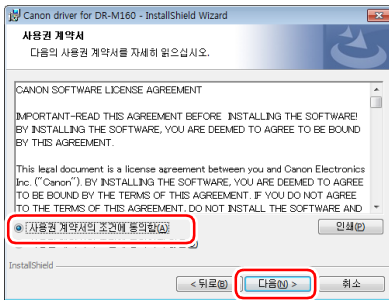 Canon driver for DR-M160 - InstallShield Wizard
사용권 계약서
다음의 사용권 계약서를 자세히 읽으십시오.
CANON SOFTWARE LICENSE AGREEMENT
IMPORTANT-READ THIS AGREEMENT BEFORE INSTALLING THE SOFTWARE!
BY INSTALLING THE SOFTWARE, YOU ARE DEEMED TO AGREE TO BE BOUND
BY THIS AGREEMENT.
This legal document is a license agreement between you and Canon Electronics
Inc. ("Canon"). BY INSTALLING THE SOFTWARE, YOU ARE DEEMED TO AGREE
TO BE BOUND BY THE TERMS OF THIS AGREEMENT. IF YOU DO NOT AGREE
TO THE TERMS OF THIS AGREEMENT, DO NOT INSTALL THE SOFTWARE AND
사용권 계약서의 조건에 동의함(A)
인쇄(P)
InstallShield
< 뒤로(B)
다음(N) >
취소